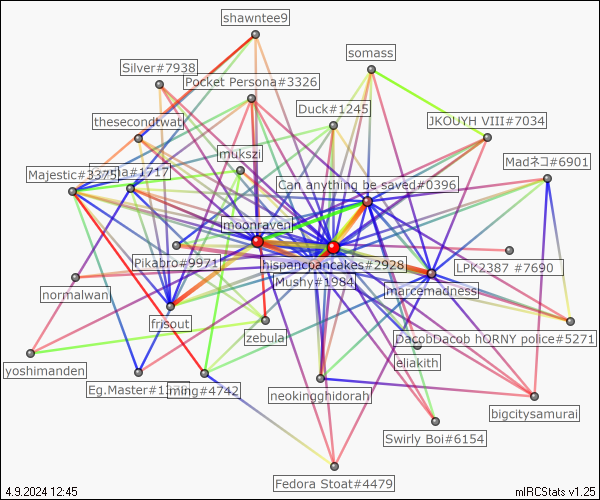 shawntee9
somass
Silver#7938
Pocket Persona#3326
Duck#1245
thesecondtwat
JKOUYH VIII#7034
mukszi
Madネコ#6901
Majestic#3375
#1717
Can anything be saved#0396
moonraven
Pikabro#9971
hispancpancakes#2928
LPK2387 #7690
Mushy#1984
marcemadness
normalwan
frisout
zebula
DacobDacob hORNY police#5271
eliakith
yoshimanden
Eg.Master#1
ming#4742
neokingghidorah
bigcitysamurai
Swirly Boi#6154
Fedora Stoat#4479
4.9.2024 12:45
mIRCStats v1.25